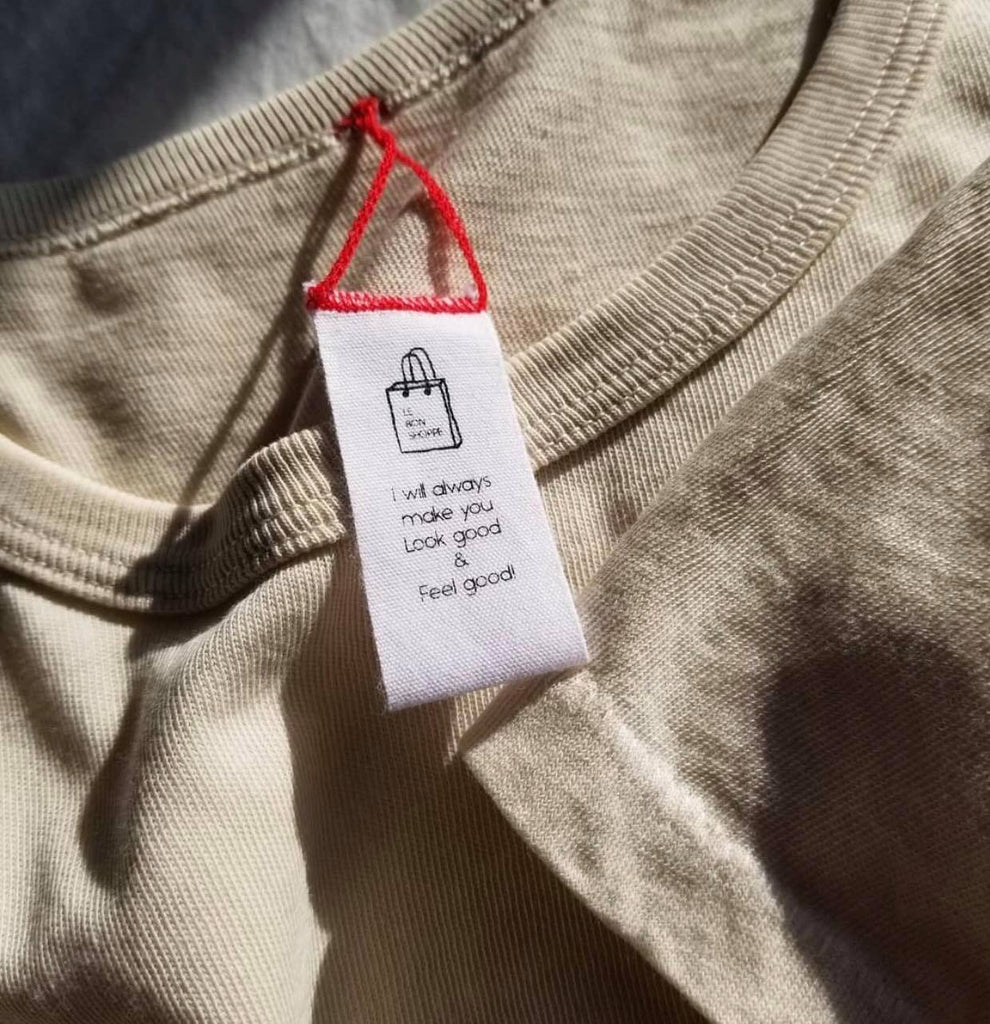 LE
BON
SHOPPE
I will always
make you
Look good
&
Feel good!